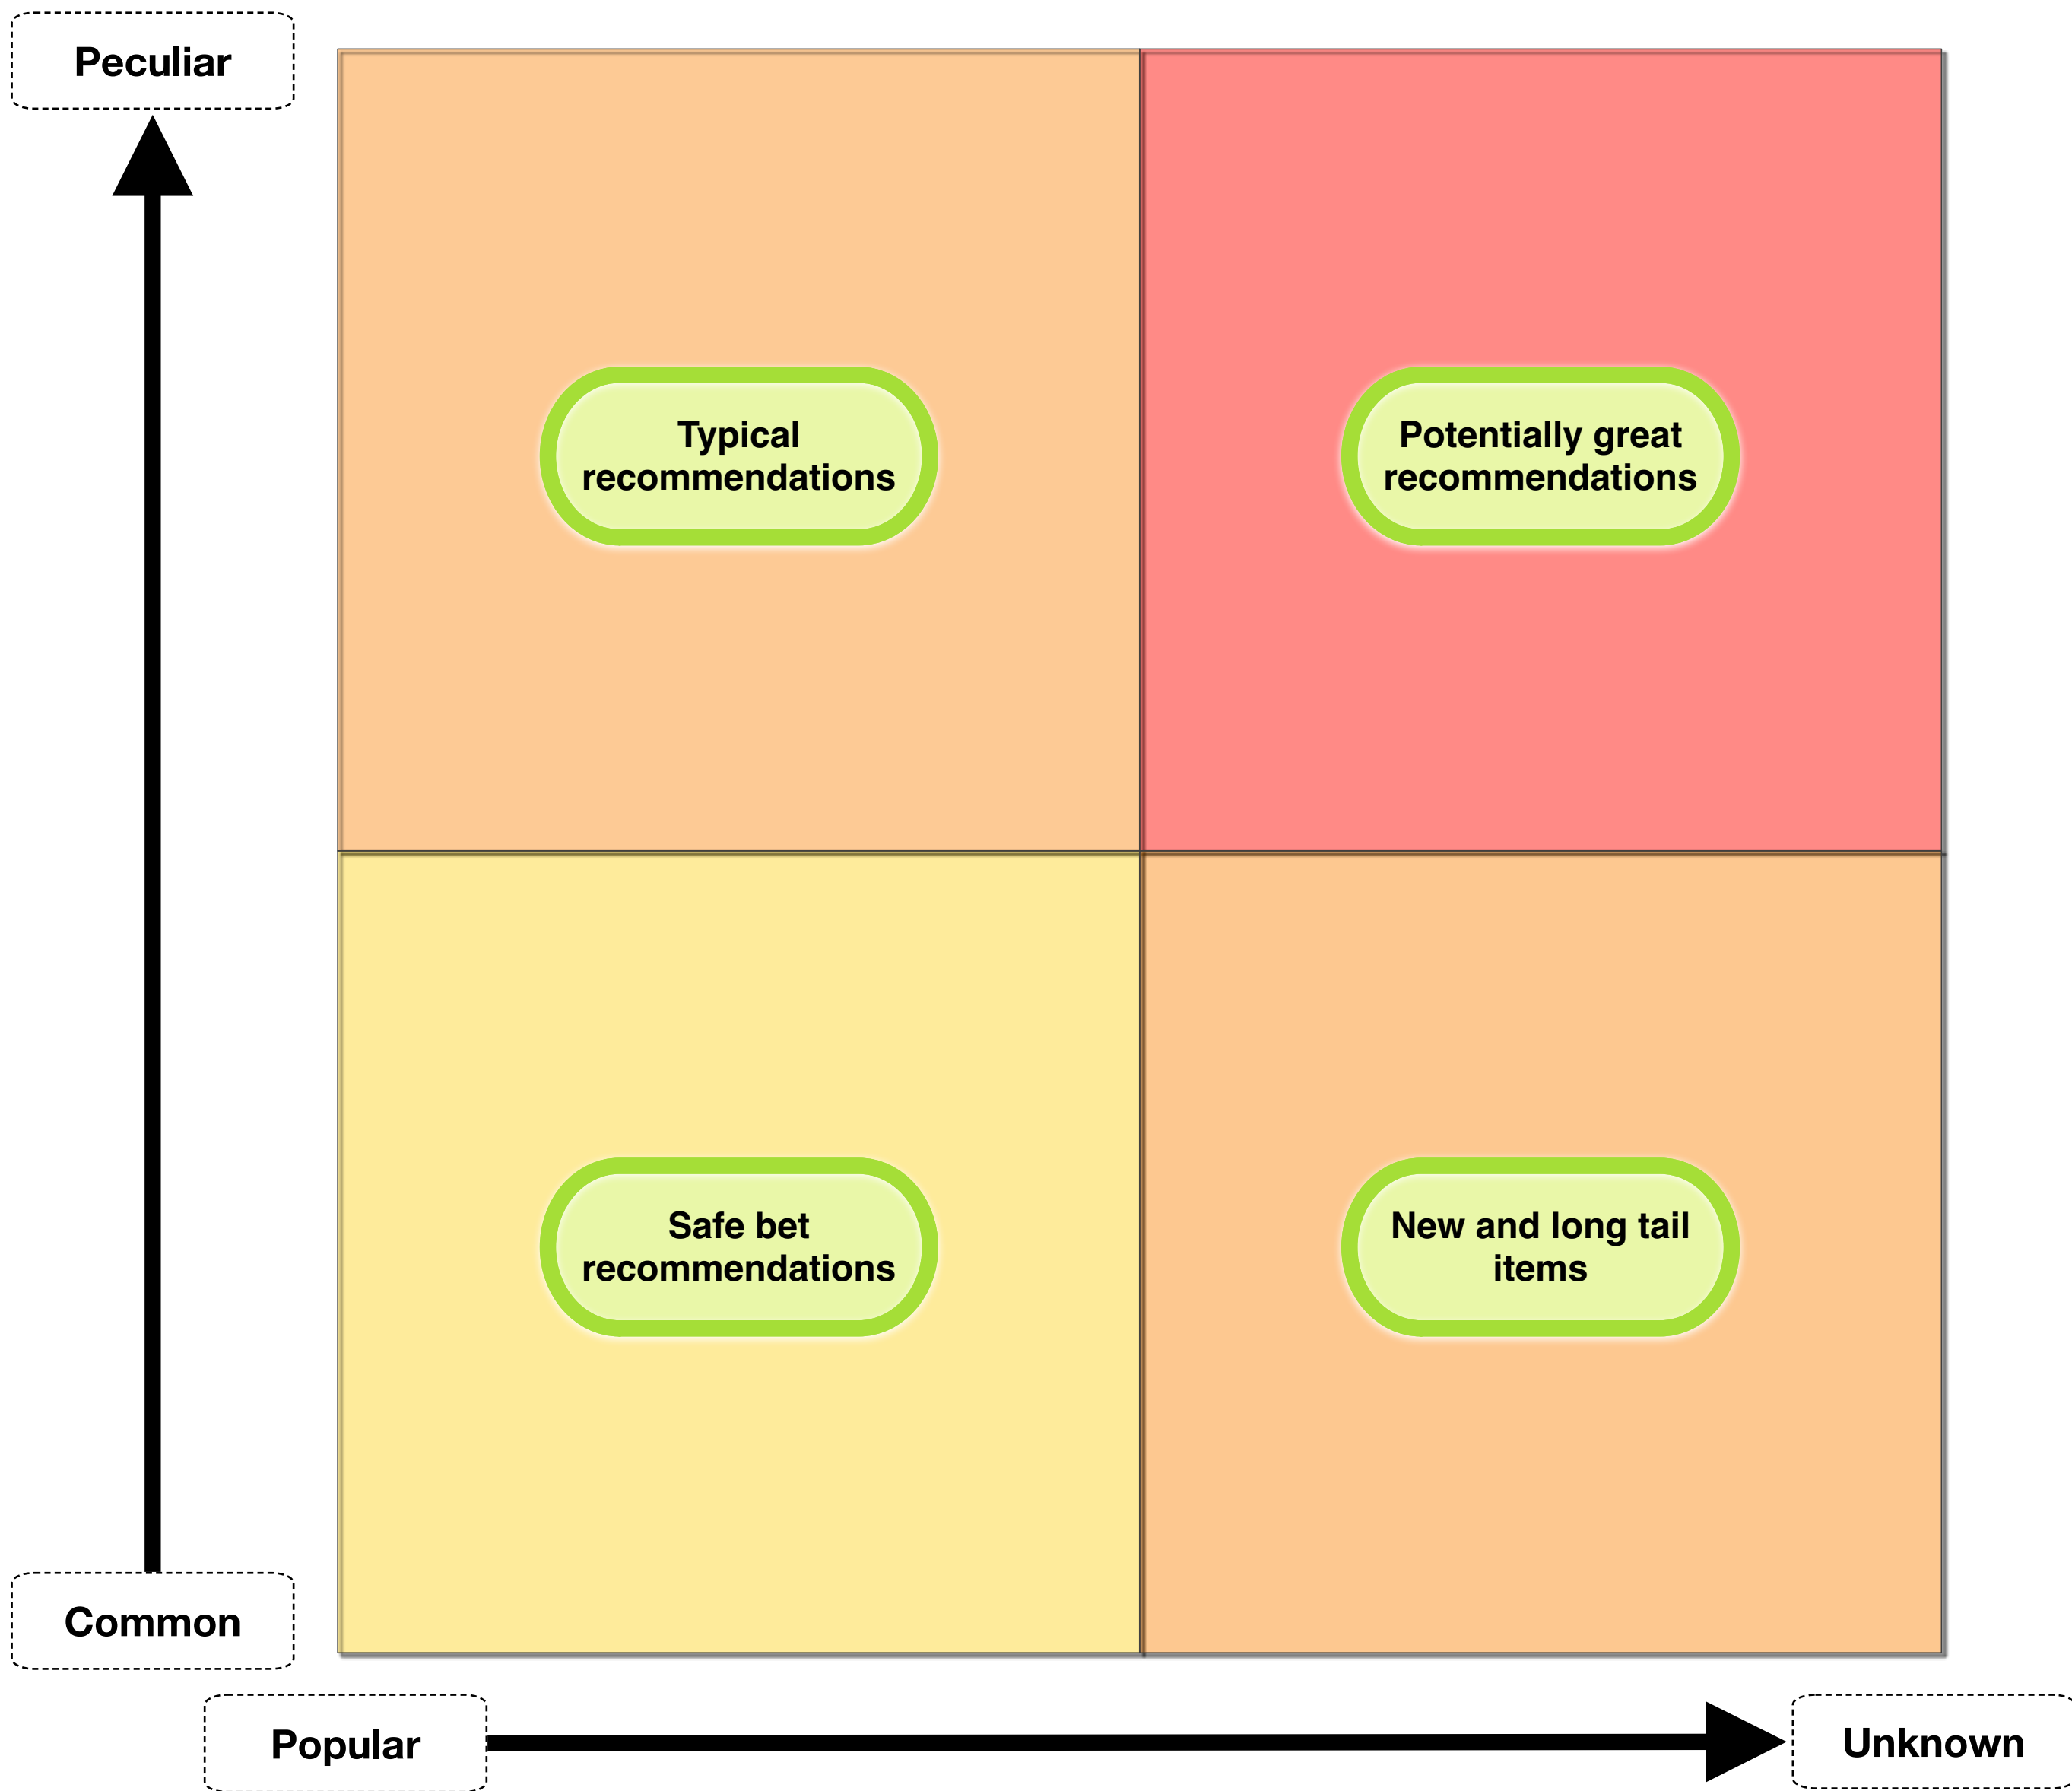 Peculiar
Typical
recommendations
Potentially great
recommendations
Safe bet
recommendations
New and long tail
items
Common
Popular
Unknown